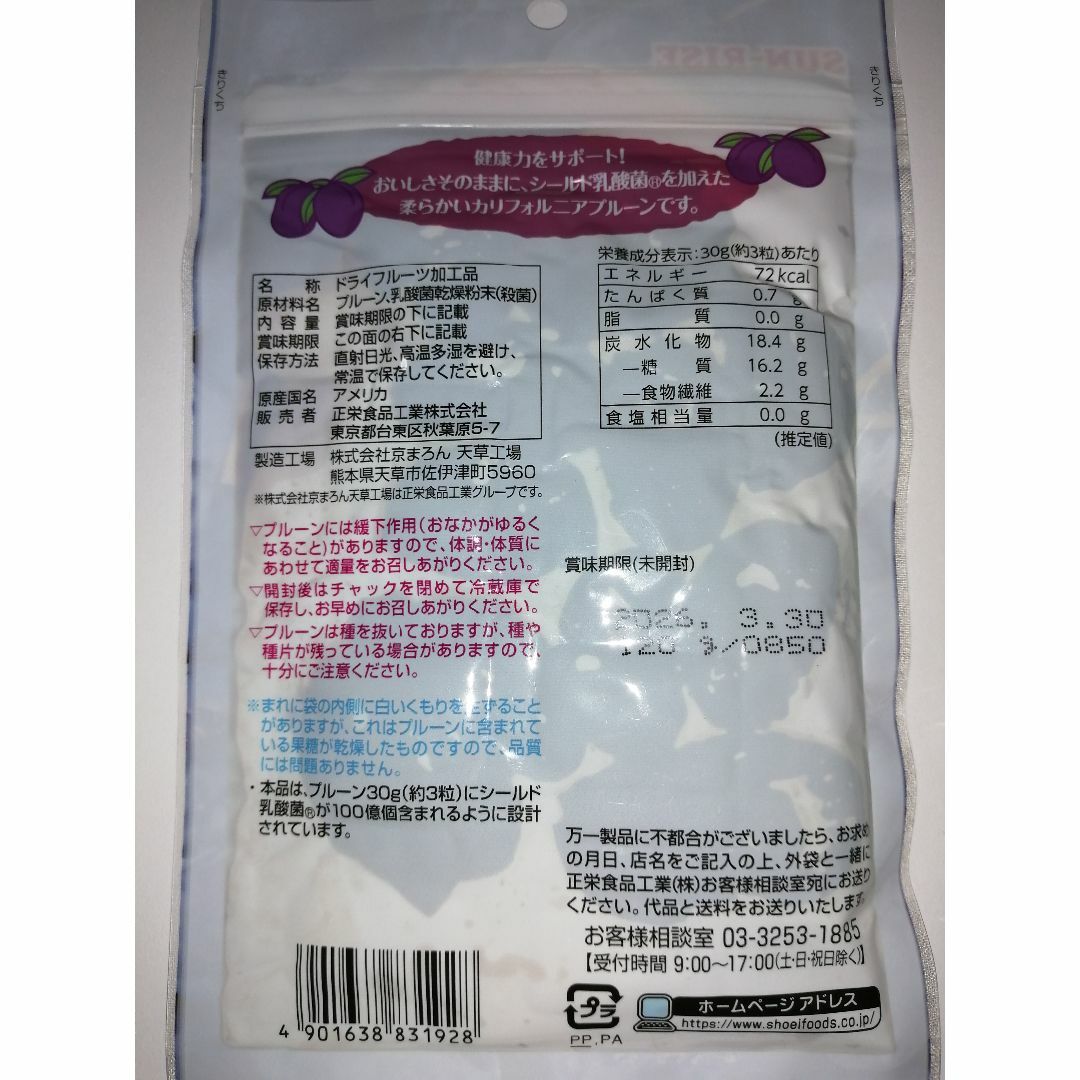 SUN-RISE
きりくち
きりくち
健康力をサポート!
おいしさそのままに、シールド乳酸菌®を加えた
柔らかいカリフォルニアプルーンです。
名称 ドライフルーツ加工品
原材料名 プルーン、乳酸菌乾燥粉末(殺菌)
内容量 賞味期限の下に記載
賞味期限 この面の右下に記載
保存方法 直射日光、高温多湿を避け、
常温で保存してください。
原産国名 アメリカ
販売者 正栄食品工業株式会社
東京都台東区秋葉原5-7
製造工場 株式会社京まろん 天草工場
熊本県天草市佐伊津町5960
※株式会社京まろん天草工場は正栄食品工業グループです。
栄養成分表示:30g(約3粒)あたり
エネルギー 72kcal
たんぱく質 0.7 g
脂質 0.0 g
炭水化物 18.4 g
―糖質 16.2 g
―食物繊維 2.2 g
食塩相当量 0.0 g
(推定値)
▽プルーンには緩下作用(おなかがゆるく
なること)がありますので、体調・体質に
あわせて適量をお召しあがりください。
▽開封後はチャックを閉めて冷蔵庫で
保存し、お早めにお召しあがりください。
▽プルーンは種を抜いておりますが、種や
種片が残っている場合がありますので、
十分にご注意ください。
※まれに袋の内側に白いくもりを生ずること
がありますが、これはプルーンに含まれて
いる果糖が乾燥したものですので、品質
には問題ありません。
・本品は、プルーン30g(約3粒)にシールド
乳酸菌®が100億個含まれるように設計
されています。
賞味期限(未開封)
2026. 3.30
120 g/0850
万一製品に不都合がございましたら、お求め
の月日、店名をご記入の上、外袋と一緒に
正栄食品工業(株)お客様相談室宛にお送り
ください。代品と送料をお送りいたします。
お客様相談室 03-3253-1885
【受付時間 9:00～17:00(土・日・祝日除く)】
プラ
PP,PA
ホームページアドレス
https://www.shoeifoods.co.jp/
4 901638 831928